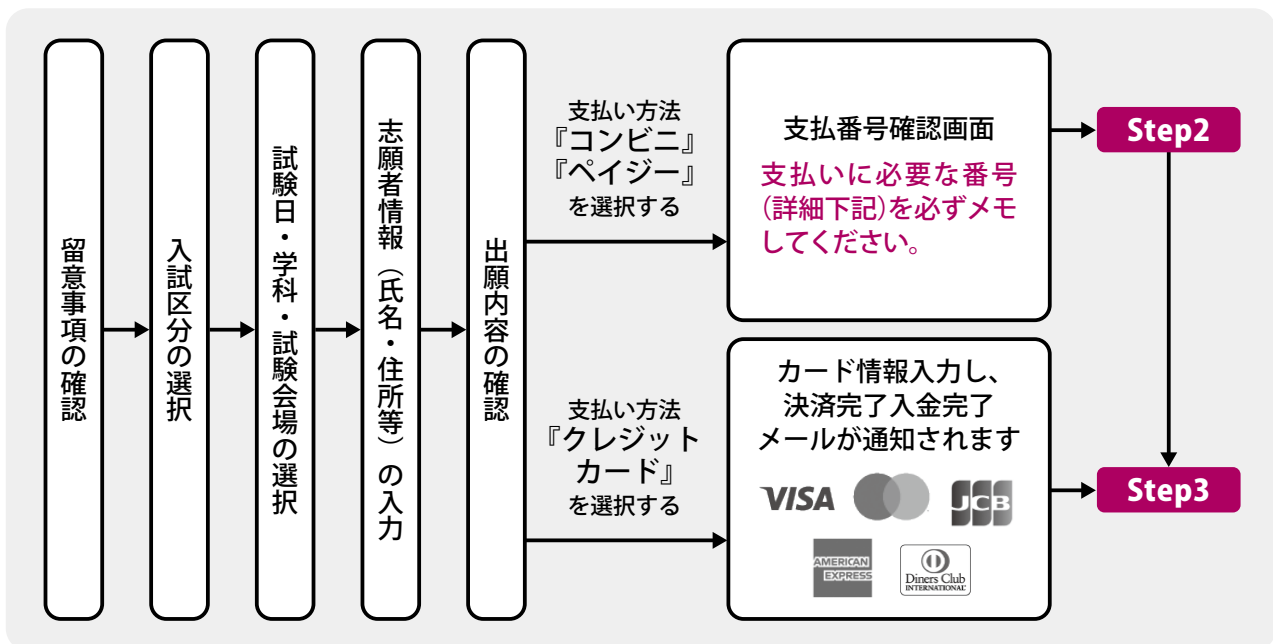 留意事項の確認
入試区分の選択
試験日・学科・試験会場の選択
志願者情報（氏名・住所等）の入力
出願内容の確認
支払い方法
『コンビニ』
『ペイジー』
を選択する
支払番号確認画面
支払いに必要な番号
（詳細下記）を必ずメモ
してください。
Step2
支払い方法
『クレジット
カード』
を選択する
カード情報入力し、
決済完了入金完了
メールが通知されます
VISA
JCB
AMERICAN
EXPRESS
Diners Club
INTERNATIONAL
Step3